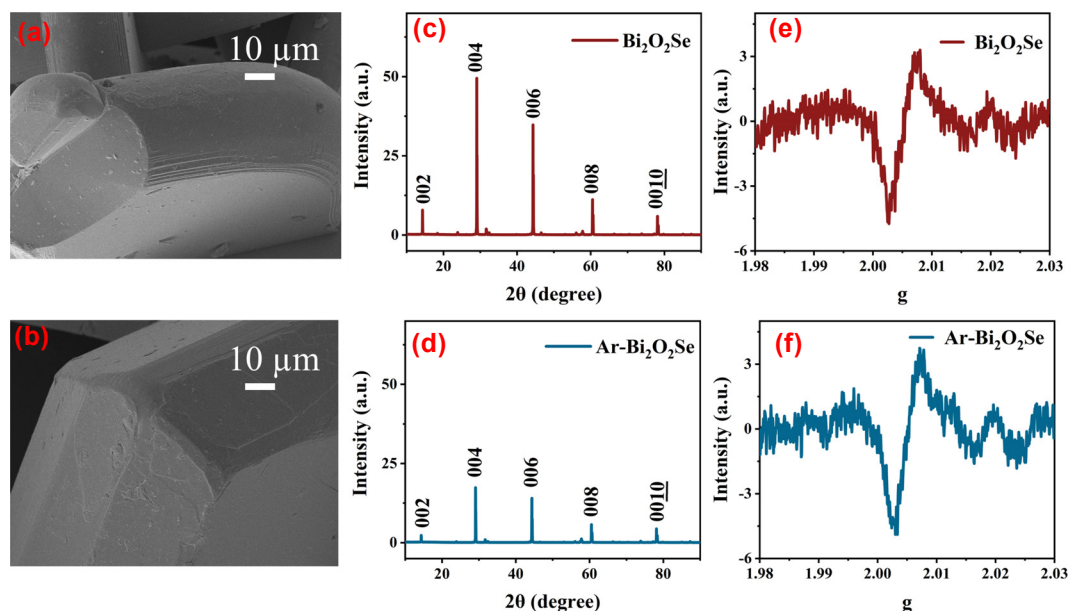 (a)
10 µm
(b)
10 µm
(c)
Bi₂O₂Se
Intensity (a.u.)
50
25
0
002
004
006
008
0010
20
40
60
80
2θ (degree)
(d)
Ar-Bi₂O₂Se
Intensity (a.u.)
50
25
0
002
004
006
008
0010
20
40
60
80
2θ (degree)
(e)
Bi₂O₂Se
Intensity (a.u.)
3
0
-3
-6
1.98
1.99
2.00
2.01
2.02
2.03
g
(f)
Ar-Bi₂O₂Se
Intensity (a.u.)
3
0
-3
-6
1.98
1.99
2.00
2.01
2.02
2.03
g